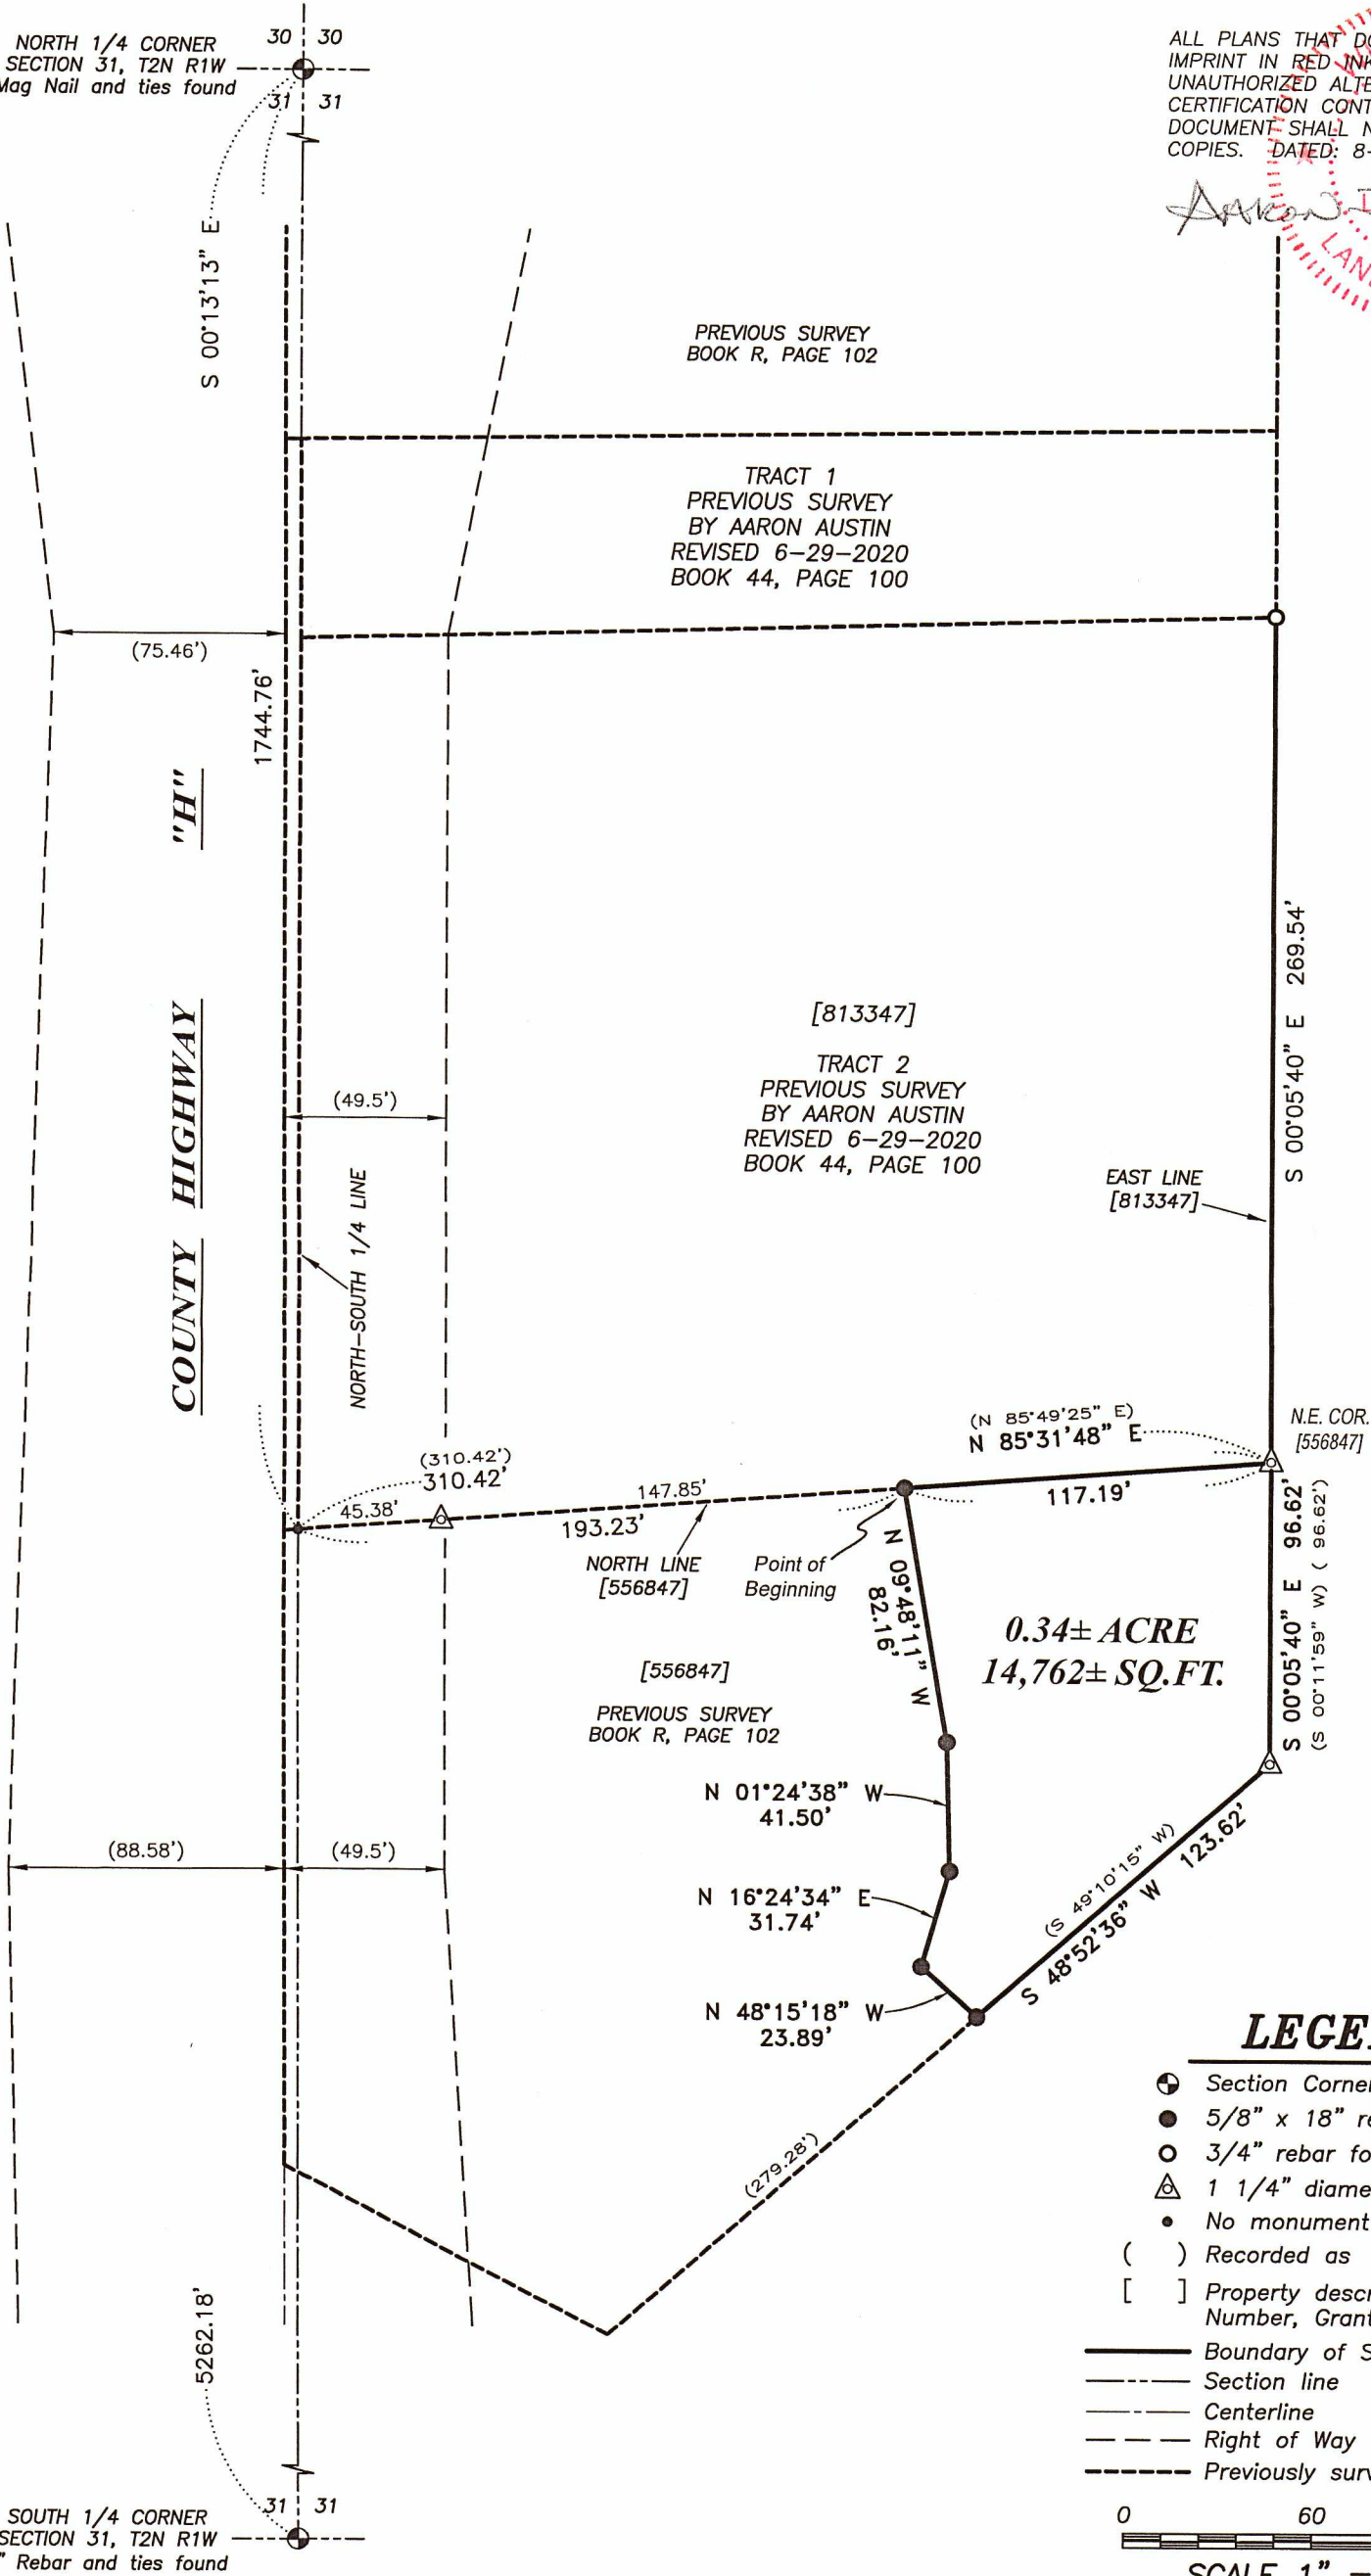 NORTH 1/4 CORNER
SECTION 31, T2N R1W
Mag Nail and ties found
30 30
31 31
ALL PLANS THAT
IMPRINT IN RED INK
UNAUTHORIZED
CERTIFICATION
DOCUMENT SHALL
COPIES. DATED: 8-
S 00°13'13" E
PREVIOUS SURVEY
BOOK R, PAGE 102
TRACT 1
PREVIOUS SURVEY
BY AARON AUSTIN
REVISED 6-29-2020
BOOK 44, PAGE 100
(75.46')
1744.76'
COUNTY HIGHWAY "H"
(49.5')
NORTH-SOUTH 1/4 LINE
[813347]
TRACT 2
PREVIOUS SURVEY
BY AARON AUSTIN
REVISED 6-29-2020
BOOK 44, PAGE 100
S 00°05'40" E 269.54'
EAST LINE
[813347]
(N 85°49'25" E)
N 85°31'48" E
117.19'
N.E. COR.
[556847]
(310.42')
310.42'
45.38'
147.85'
193.23'
NORTH LINE
[556847]
Point of
Beginning
N 09°48'11" W
82.16'
0.34± ACRE
14,762± SQ.FT.
S 00°05'40" E 96.62'
(S 00°11'59" W) ( 96.62')
[556847]
PREVIOUS SURVEY
BOOK R, PAGE 102
N 01°24'38" W
41.50'
(88.58')
(49.5')
N 16°24'34" E
31.74'
(S 49°10'15" W)
S 48°52'36" W 123.62'
N 48°15'18" W
23.89'
(279.28')
5262.18'
31 31
SOUTH 1/4 CORNER
SECTION 31, T2N R1W
" Rebar and ties found
Section Corner
5/8" x 18"
3/4" rebar
1 1/4"
No monument
( ) Recorded as
[ ] Property
Number,
Boundary of
Section line
Centerline
Right of Way
Previously
0 60
SCALE 1" =